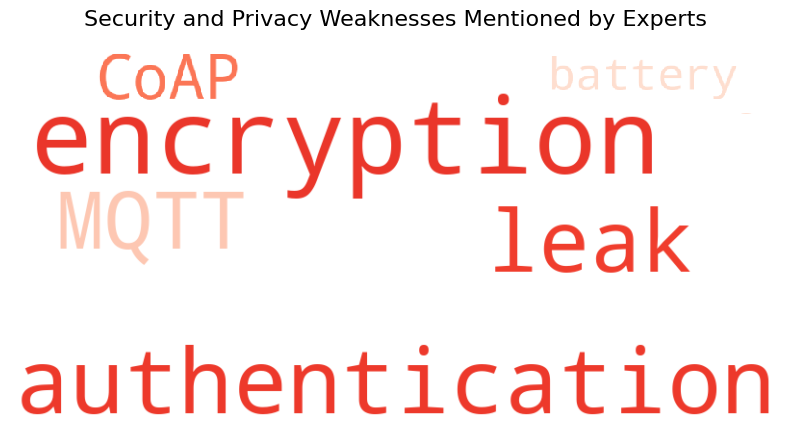 Security and Privacy Weaknesses Mentioned by Experts
CoAP
battery
encryption
MQTT
leak
authentication